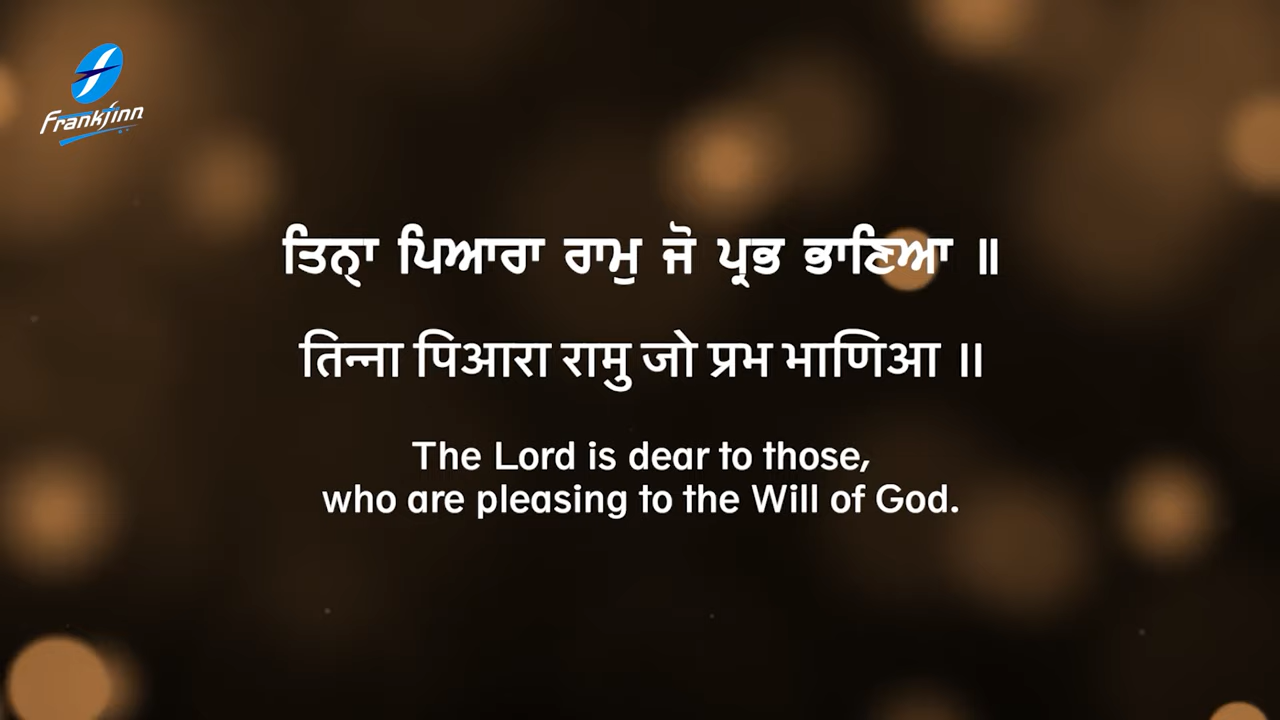 Frankfinn
ਤਿਨ੍ਹਾ ਪਿਆਰਾ ਰਾਮੁ ਜੋ ਪ੍ਰਭ ਭਾਣਿਆ ॥
तिन्ना पिआरा रामु जो प्रभ भाणिआ ॥
The Lord is dear to those,
who are pleasing to the Will of God.